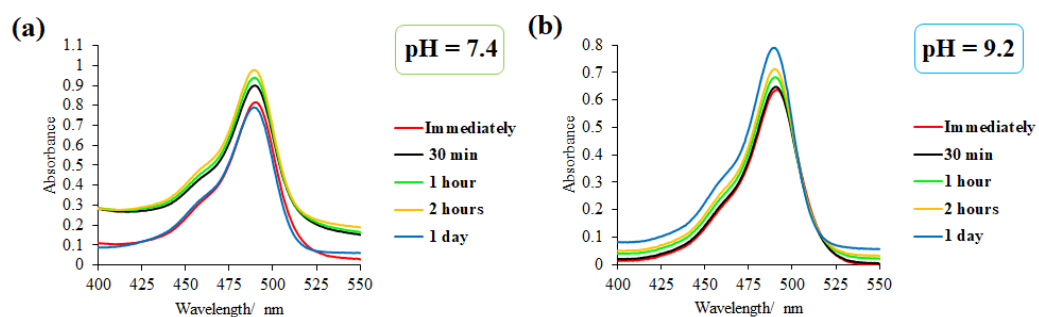 (a)
pH = 7.4
1.1
1
0.9
0.8
0.7
0.6
0.5
0.4
0.3
0.2
0.1
0
Absorbance
400 425 450 475 500 525 550
Wavelength/ nm
Immediately
30 min
1 hour
2 hours
1 day
(b)
pH = 9.2
0.8
0.7
0.6
0.5
0.4
0.3
0.2
0.1
0
Absorbance
400 425 450 475 500 525 550
Wavelength/ nm
Immediately
30 min
1 hour
2 hours
1 day